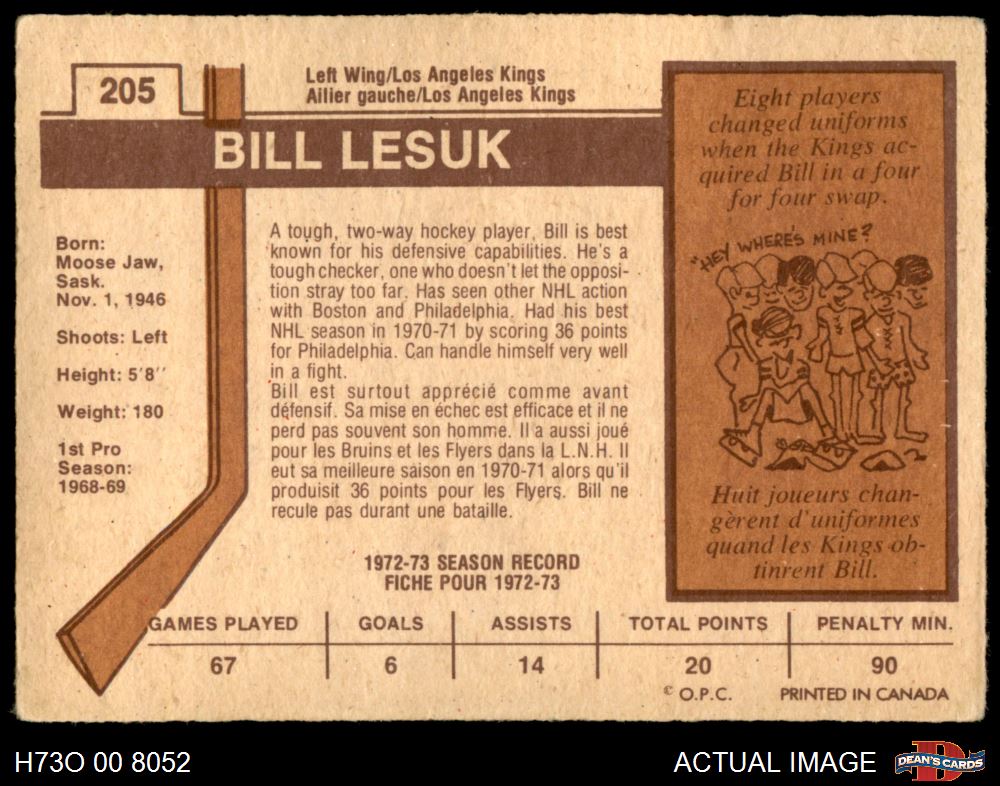 205
Left Wing/Los Angeles Kings
Ailier gauche/Los Angeles Kings
BILL LESUK
Born:
Moose Jaw,
Sask.
Nov. 1, 1946
Shoots: Left
Height: 5'8''
Weight: 180
1st Pro
Season:
1968-69
A tough, two-way hockey player, Bill is best
known for his defensive capabilities. He's a
tough checker, one who doesn't let the opposi-
tion stray too far. Has seen other NHL action
with Boston and Philadelphia. Had his best
NHL season in 1970-71 by scoring 36 points
for Philadelphia. Can handle himself very well
in a fight.
Bill est surtout apprécié comme avant
défensif. Sa mise en échec est efficace et il ne
perd pas souvent son homme. Il a aussi joué
pour les Bruins et les Flyers dans la L.N.H. Il
eut sa meilleure saison en 1970-71 alors qu'il
produisit 36 points pour les Flyers. Bill ne
recule pas durant une bataille.
Eight players
changed uniforms
when the Kings ac-
quired Bill in a four
for four swap.
"HEY WHERE'S MINE?
Huit joueurs chan-
gèrent d'uniformes
quand les Kings ob-
tinrent Bill.
1972-73 SEASON RECORD
FICHE POUR 1972-73
GAMES PLAYED GOALS ASSISTS TOTAL POINTS PENALTY MIN.
67 6 14 20 90
© O.P.C. PRINTED IN CANADA
H73O 00 8052
ACTUAL IMAGE
DEAN'S CARDS